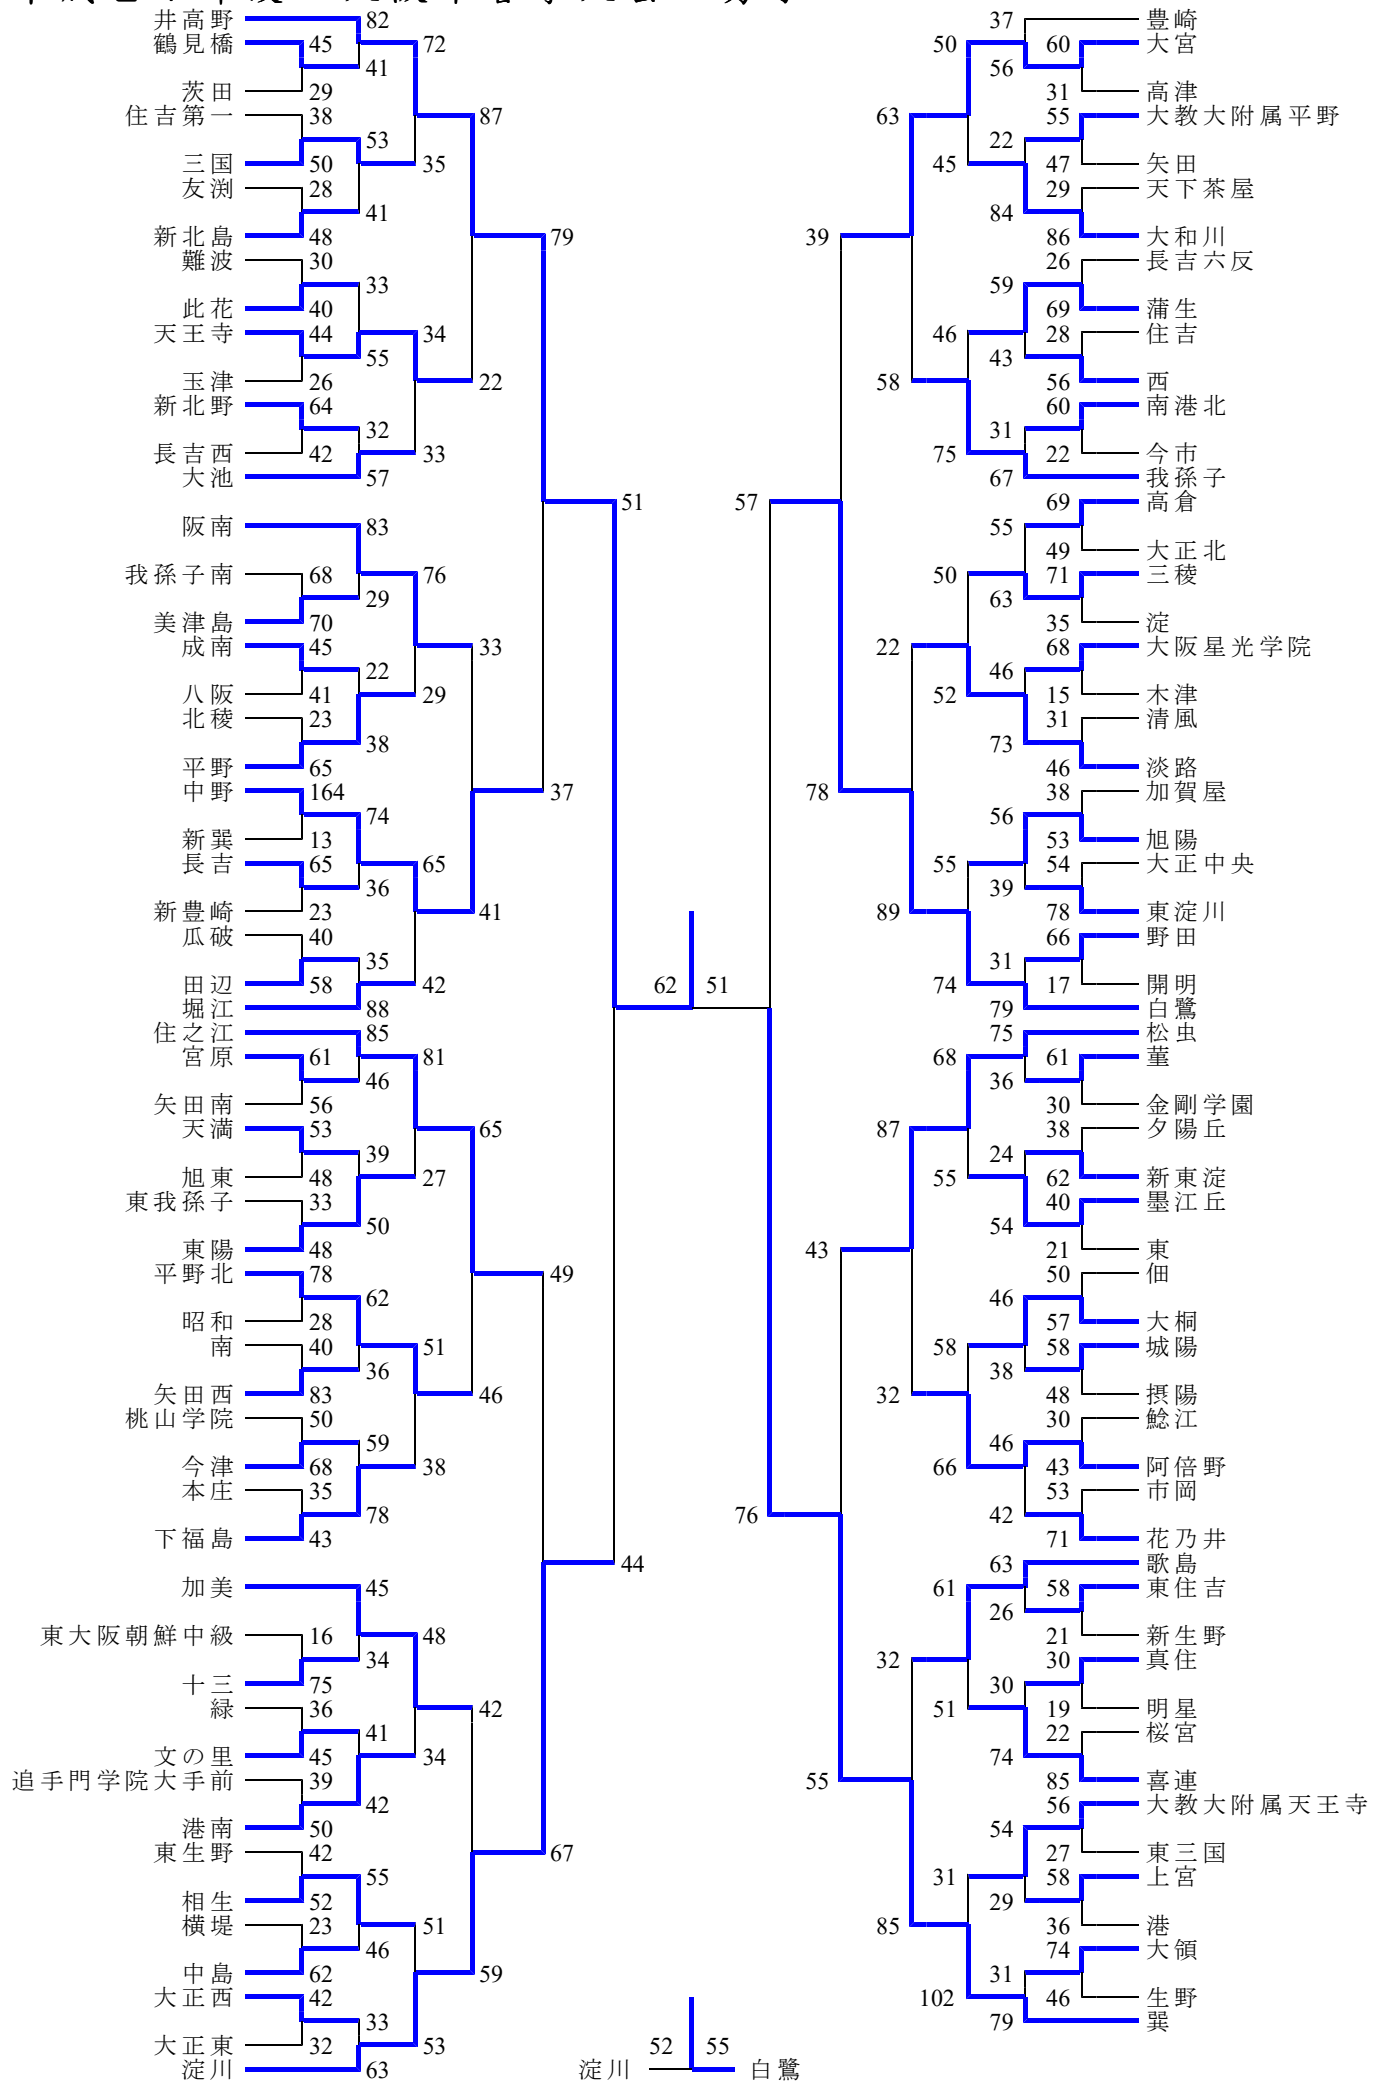 井高野 82
鶴見橋 45 72
41
茨田 29
住吉第一 38 87
53
三国 50 35
友渕 28
41
新北島 48 79
難波 30
33
此花 40
天王寺 44 34
55
玉津 26 22
新北野 64
32
長吉西 42 33
大池 57
51
阪南 83
我孫子南 68 76
29
美津島 70
成南 45 33
22
八阪 41 29
北稜 23
38
平野 65
中野 164 37
74
新巽 13
長吉 65 65
36
新豊崎 23 41
瓜破 40
35
田辺 58 42
堀江 88
住之江 85
宮原 61 81
46
矢田南 56
天満 53 65
39
旭東 48 27
東我孫子 33
50
東陽 48
平野北 78 49
62
昭和 28
南 40 51
36
矢田西 83 46
桃山学院 50
59
今津 68 38
本庄 35
78
下福島 43
44
加美 45
東大阪朝鮮中級 16 48
34
十三 75
緑 36 42
41
文の里 45 34
追手門学院大手前 39
42
港南 50
東生野 42 67
55
相生 52
横堤 23 51
46
中島 62 59
大正西 42
33
大正東 32 53
淀川 63
62 51
37 豊崎
50 60 大宮
56
31 高津
63 55 大教大附属平野
22
45 47 矢田
29 天下茶屋
84
39 86 大和川
26 長吉六反
59
69 蒲生
46 28 住吉
43
58 56 西
60 南港北
31
75 22 今市
67 我孫子
57 69 高倉
55
49 大正北
50 71 三稜
63
35 淀
22 68 大阪星光学院
46
52 15 木津
31 清風
73
46 淡路
78 38 加賀屋
56
53 旭陽
55 54 大正中央
39
89 78 東淀川
66 野田
31
74 17 開明
79 白鷺
75 松虫
68 61 菫
36
30 金剛学園
87 38 夕陽丘
24
55 62 新東淀
40 墨江丘
54
43 21 東
50 佃
46
57 大桐
58 58 城陽
38
32 48 摂陽
30 鯰江
46
66 43 阿倍野
53 市岡
76 42
71 花乃井
63 歌島
61 58 東住吉
26
21 新生野
32 30 真住
30
51 19 明星
22 桜宮
74
55 85 喜連
56 大教大附属天王寺
54
27 東三国
31 58 上宮
29
85 36 港
74 大領
31
102 46 生野
79 巽
52 55
淀川 白鷺